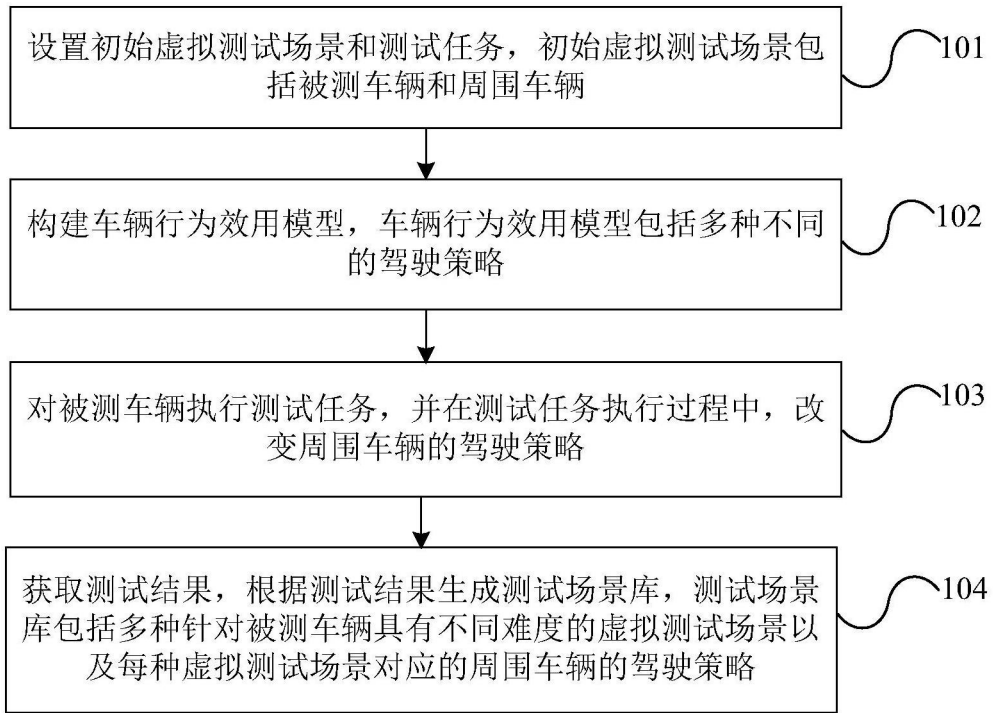 设置初始虚拟测试场景和测试任务，初始虚拟测试场景包
括被测车辆和周围车辆
101
构建车辆行为效用模型，车辆行为效用模型包括多种不同
的驾驶策略
102
对被测车辆执行测试任务，并在测试任务执行过程中，改
变周围车辆的驾驶策略
103
获取测试结果，根据测试结果生成测试场景库，测试场景
库包括多种针对被测车辆具有不同难度的虚拟测试场景以
及每种虚拟测试场景对应的周围车辆的驾驶策略
104